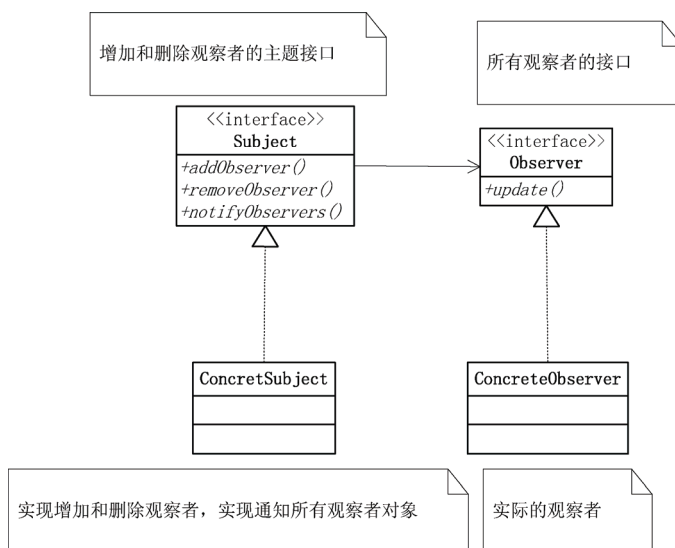 增加和删除观察者的主题接口
所有观察者的接口
<<interface>>
Subject
+addObserver()
+removeObserver()
+notifyObservers()
<<interface>>
Observer
+update()
ConcretSubject
ConcreteObserver
实现增加和删除观察者，实现通知所有观察者对象
实际的观察者